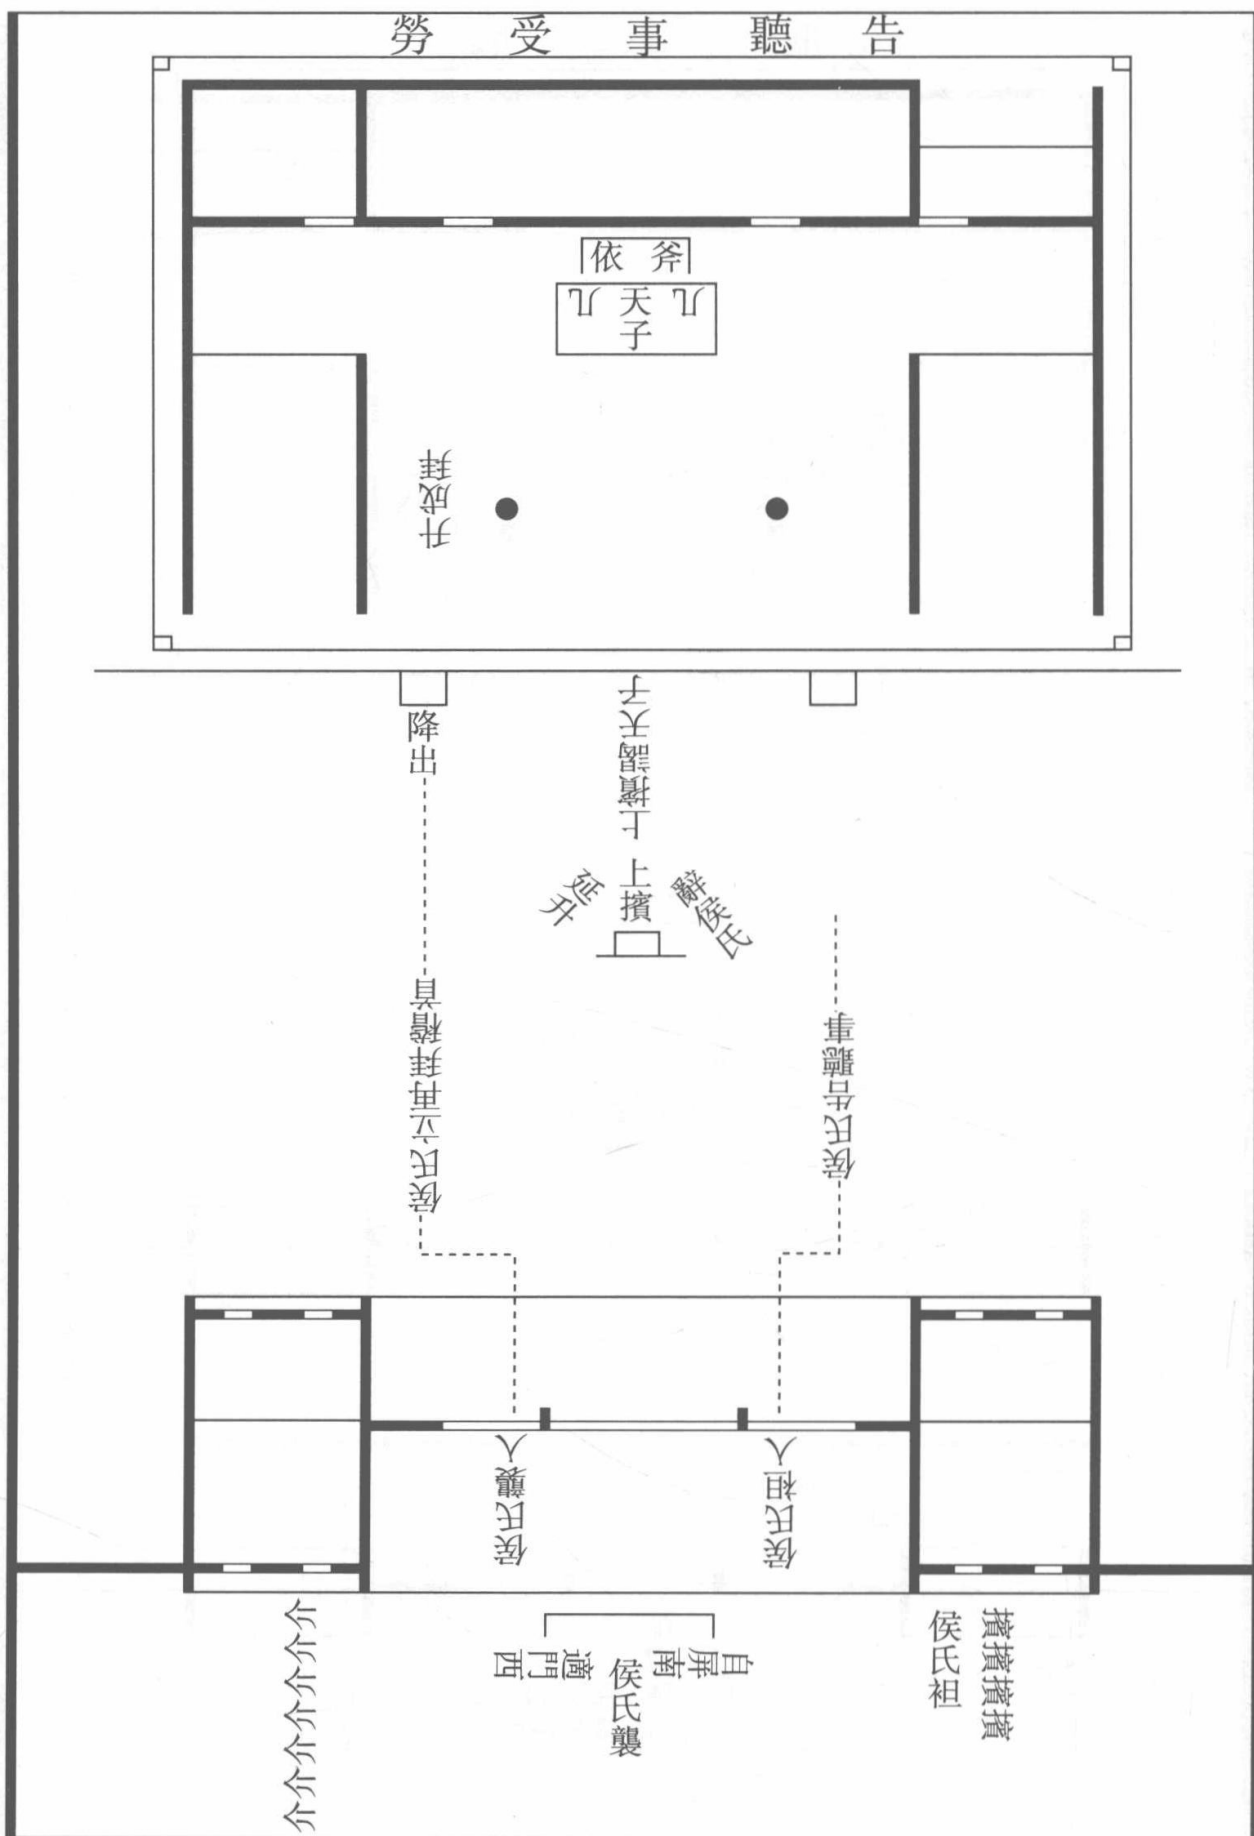 告聽事受勞
斧依
几
天子
几
升成拜
降出
上擯謁天子
上擯
延升
辭侯氏
侯氏立再拜稽首
侯氏告聽事
侯氏襲入
侯氏袒入
自屏南適門西
侯氏襲
侯氏袒
擯擯擯擯
介介介介介介介